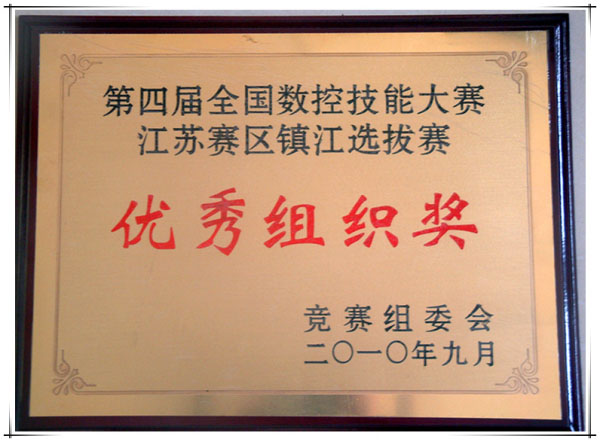 第四届全国数控技能大赛
江苏赛区镇江选拔赛
优秀组织奖
竞赛组委会
二〇一〇年九月